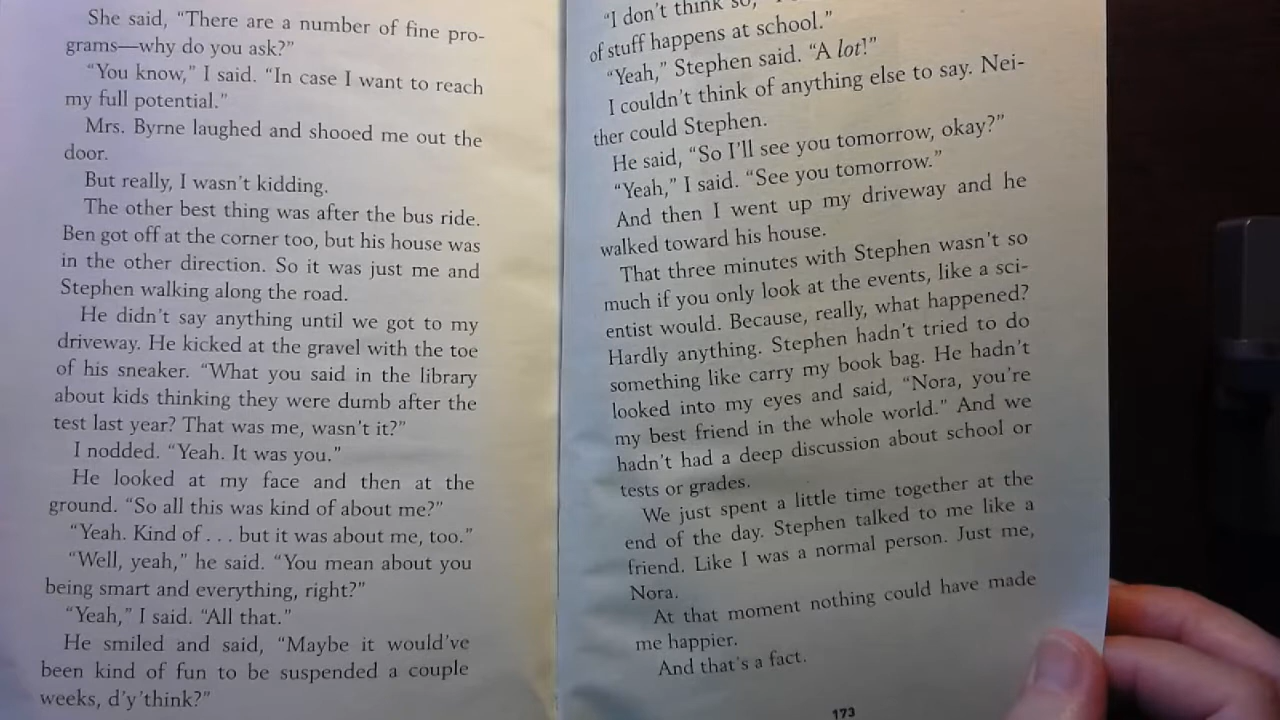 She said, “There are a number of fine pro-
grams—why do you ask?”
“You know,” I said. “In case I want to reach
my full potential.”
Mrs. Byrne laughed and shooed me out the
door.
But really, I wasn't kidding.
The other best thing was after the bus ride.
Ben got off at the corner too, but his house was
in the other direction. So it was just me and
Stephen walking along the road.
He didn't say anything until we got to my
driveway. He kicked at the gravel with the toe
of his sneaker. “What you said in the library
about kids thinking they were dumb after the
test last year? That was me, wasn't it?”
I nodded. “Yeah. It was you.”
He looked at my face and then at the
ground. “So all this was kind of about me?”
“Yeah. Kind of . . . but it was about me, too.”
“Well, yeah,” he said. “You mean about you
being smart and everything, right?”
“Yeah,” I said. “All that.”
He smiled and said, “Maybe it would've
been kind of fun to be suspended a couple
weeks, d'y'think?”
“I don't think so,”
of stuff happens at school.”
“Yeah,” Stephen said. “A lot!”
I couldn't think of anything else to say. Nei-
ther could Stephen.
He said, “So I'll see you tomorrow, okay?”
“Yeah,” I said. “See you tomorrow.”
And then I went up my driveway and he
walked toward his house.
That three minutes with Stephen wasn't so
much if you only look at the events, like a sci-
entist would. Because, really, what happened?
Hardly anything. Stephen hadn't tried to do
something like carry my book bag. He hadn't
looked into my eyes and said, “Nora, you're
my best friend in the whole world.” And we
hadn't had a deep discussion about school or
tests or grades.
We just spent a little time together at the
end of the day. Stephen talked to me like a
friend. Like I was a normal person. Just me,
Nora.
At that moment nothing could have made
me happier.
And that's a fact.
173